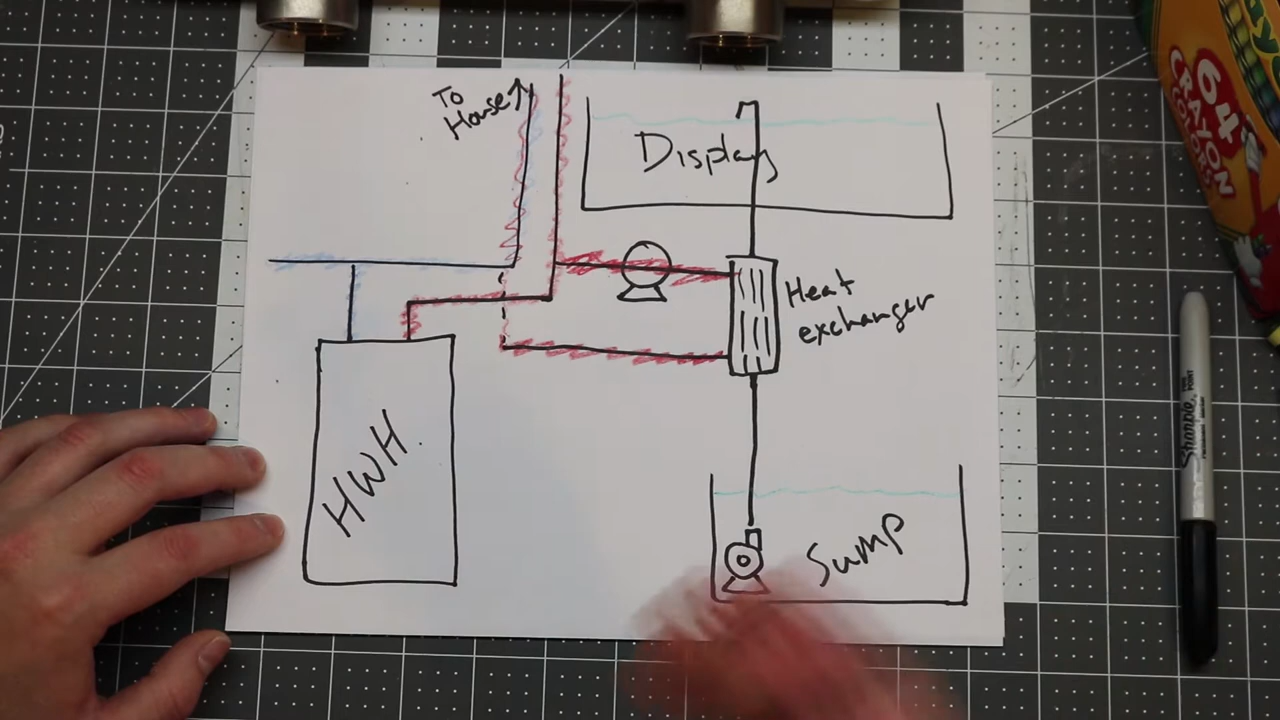 To
House
Display
Heat
exchanger
HWH
Sump
64
CRAYON
COLORS
Sharpie